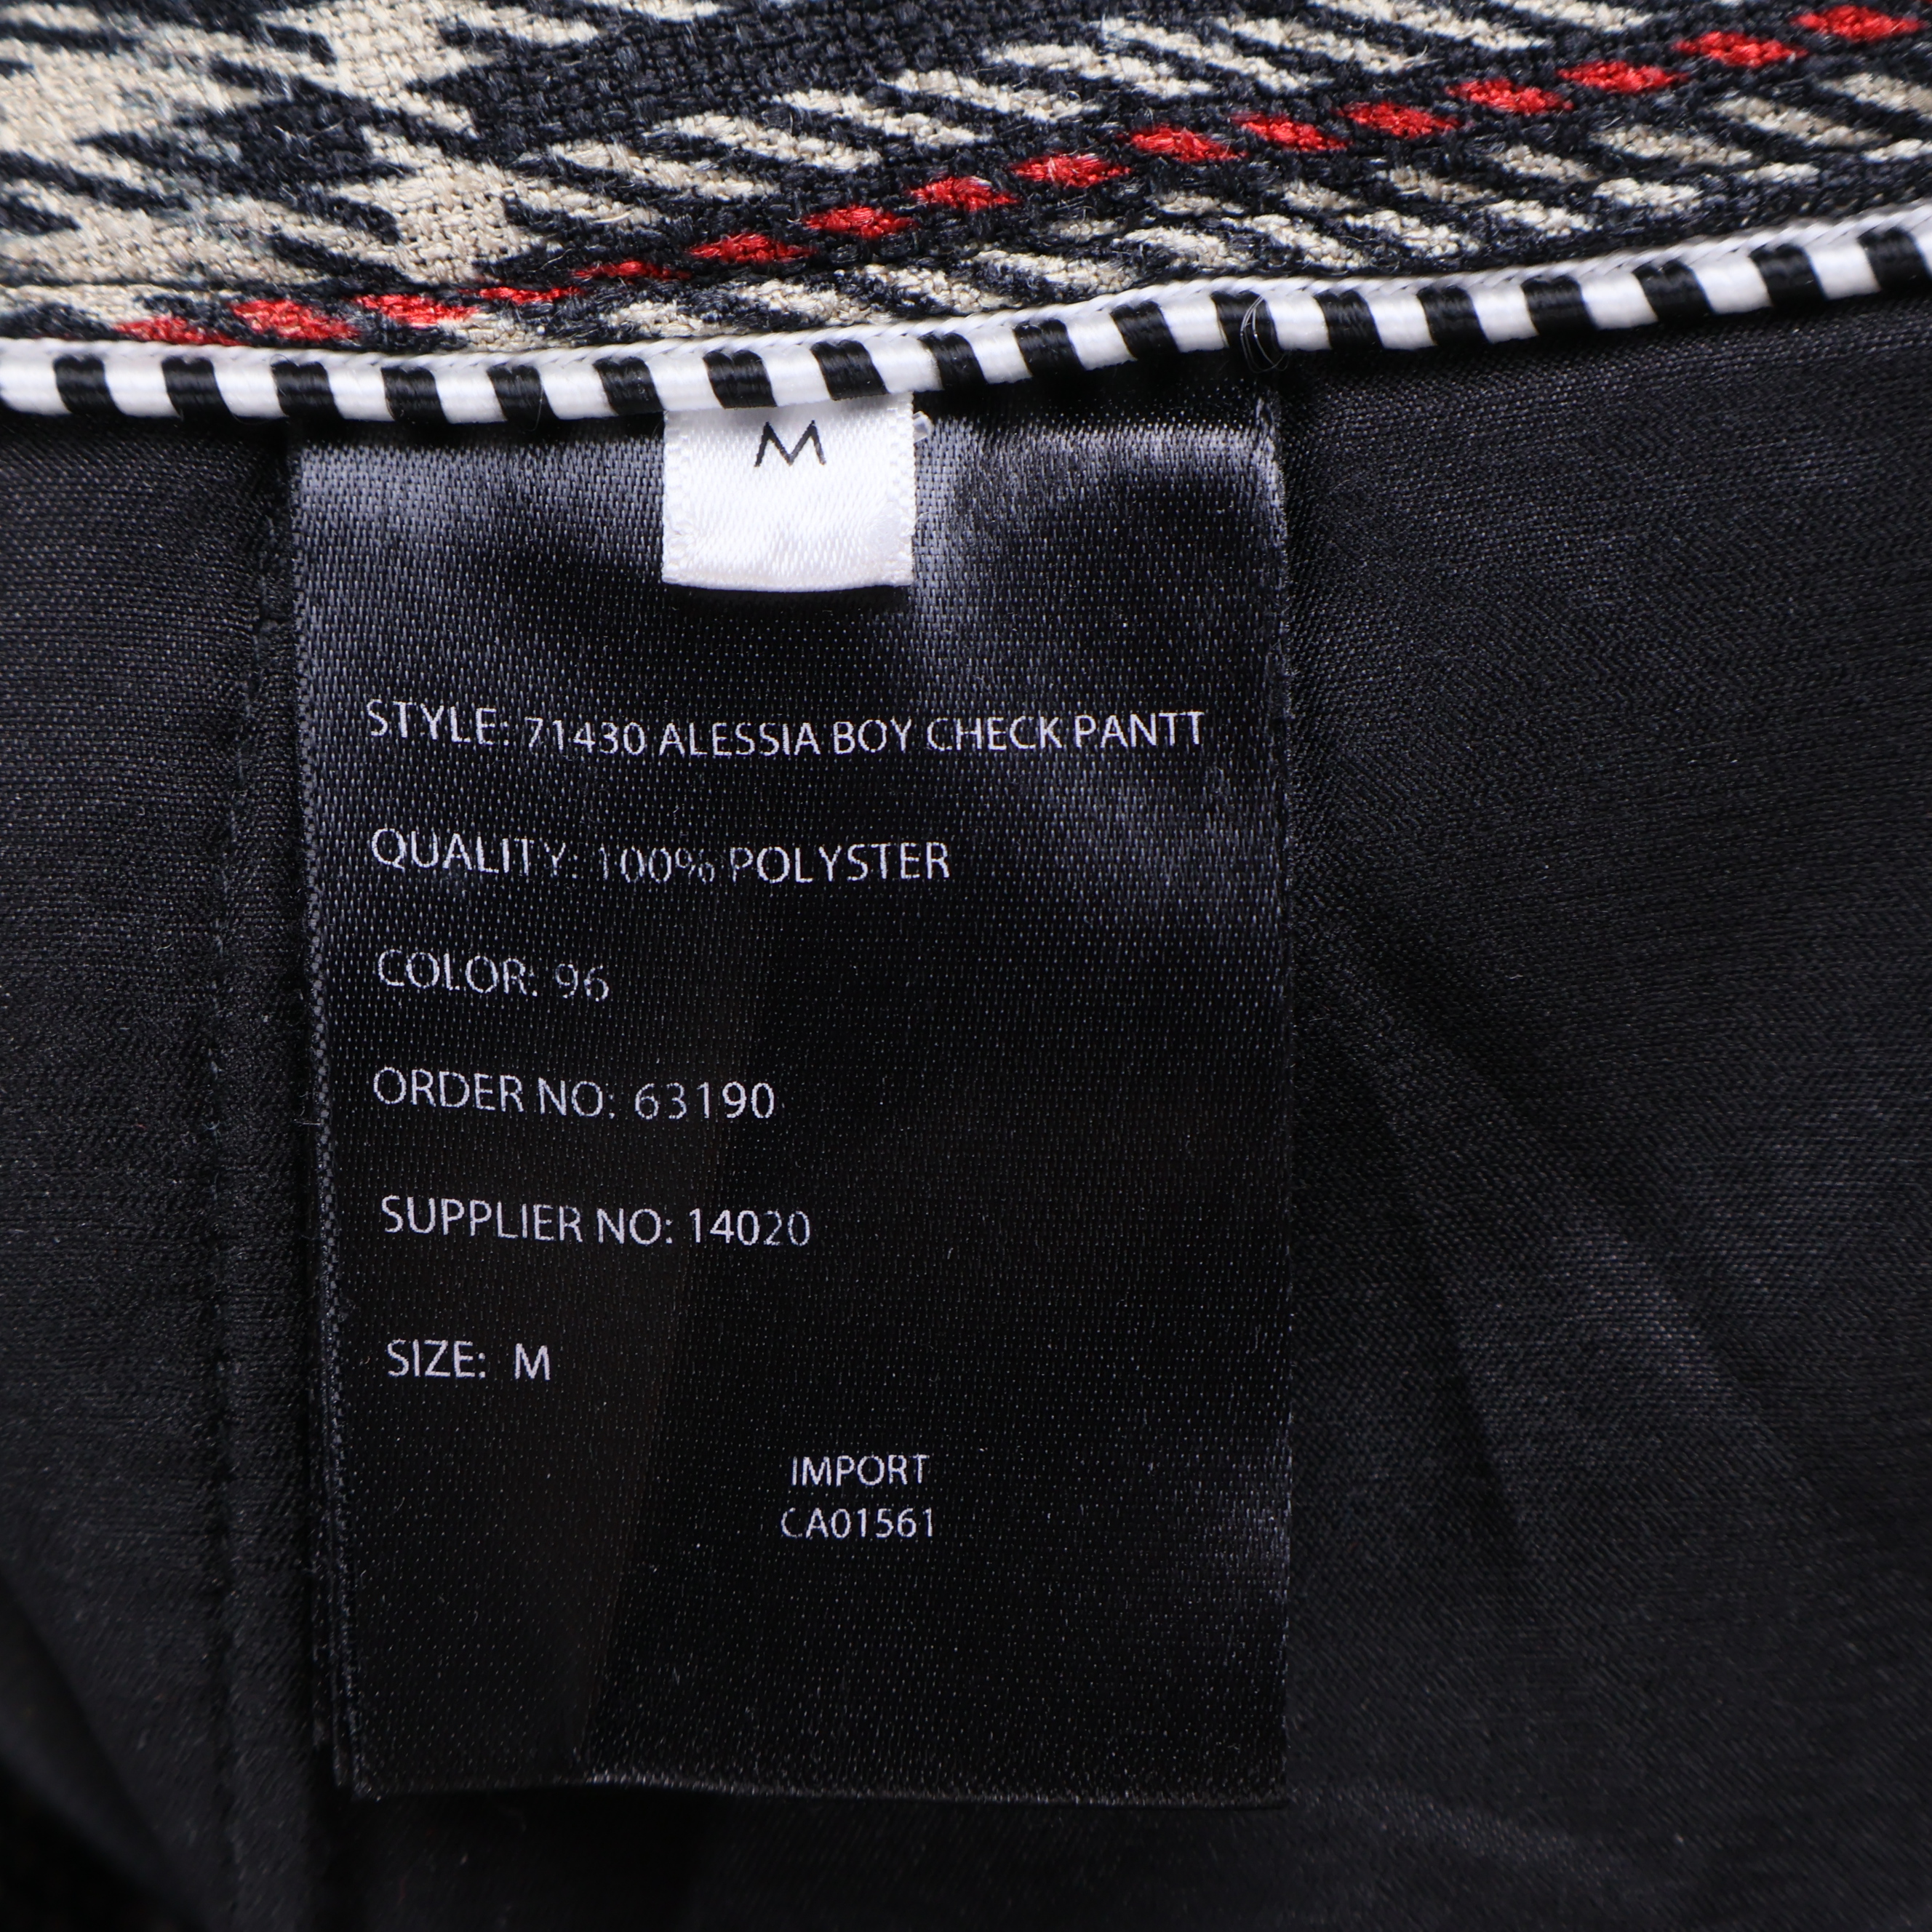 M
STYLE: 71430 ALESSIA BOY CHECK PANTT
QUALITY: 100% POLYSTER
COLOR: 96
ORDER NO: 63190
SUPPLIER NO: 14020
SIZE: M
IMPORT
CA01561